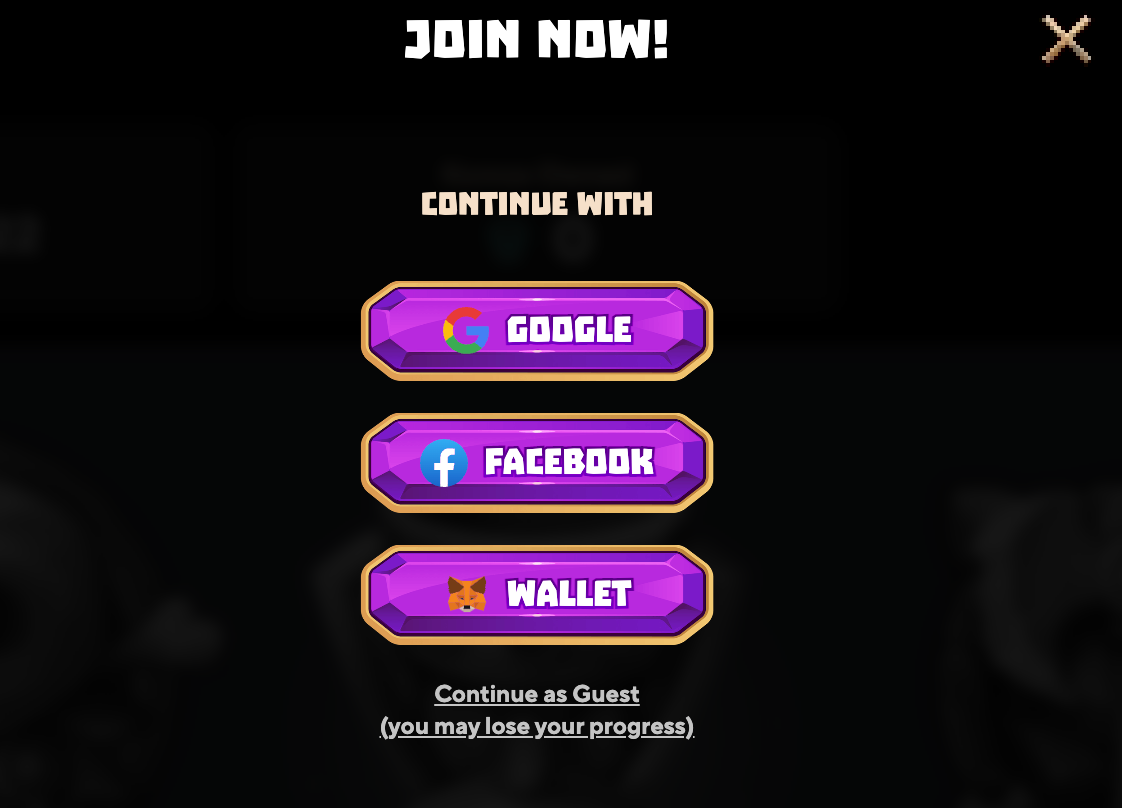 JOIN NOW!
CONTINUE WITH
GOOGLE
FACEBOOK
WALLET
Continue as Guest
(you may lose your progress)